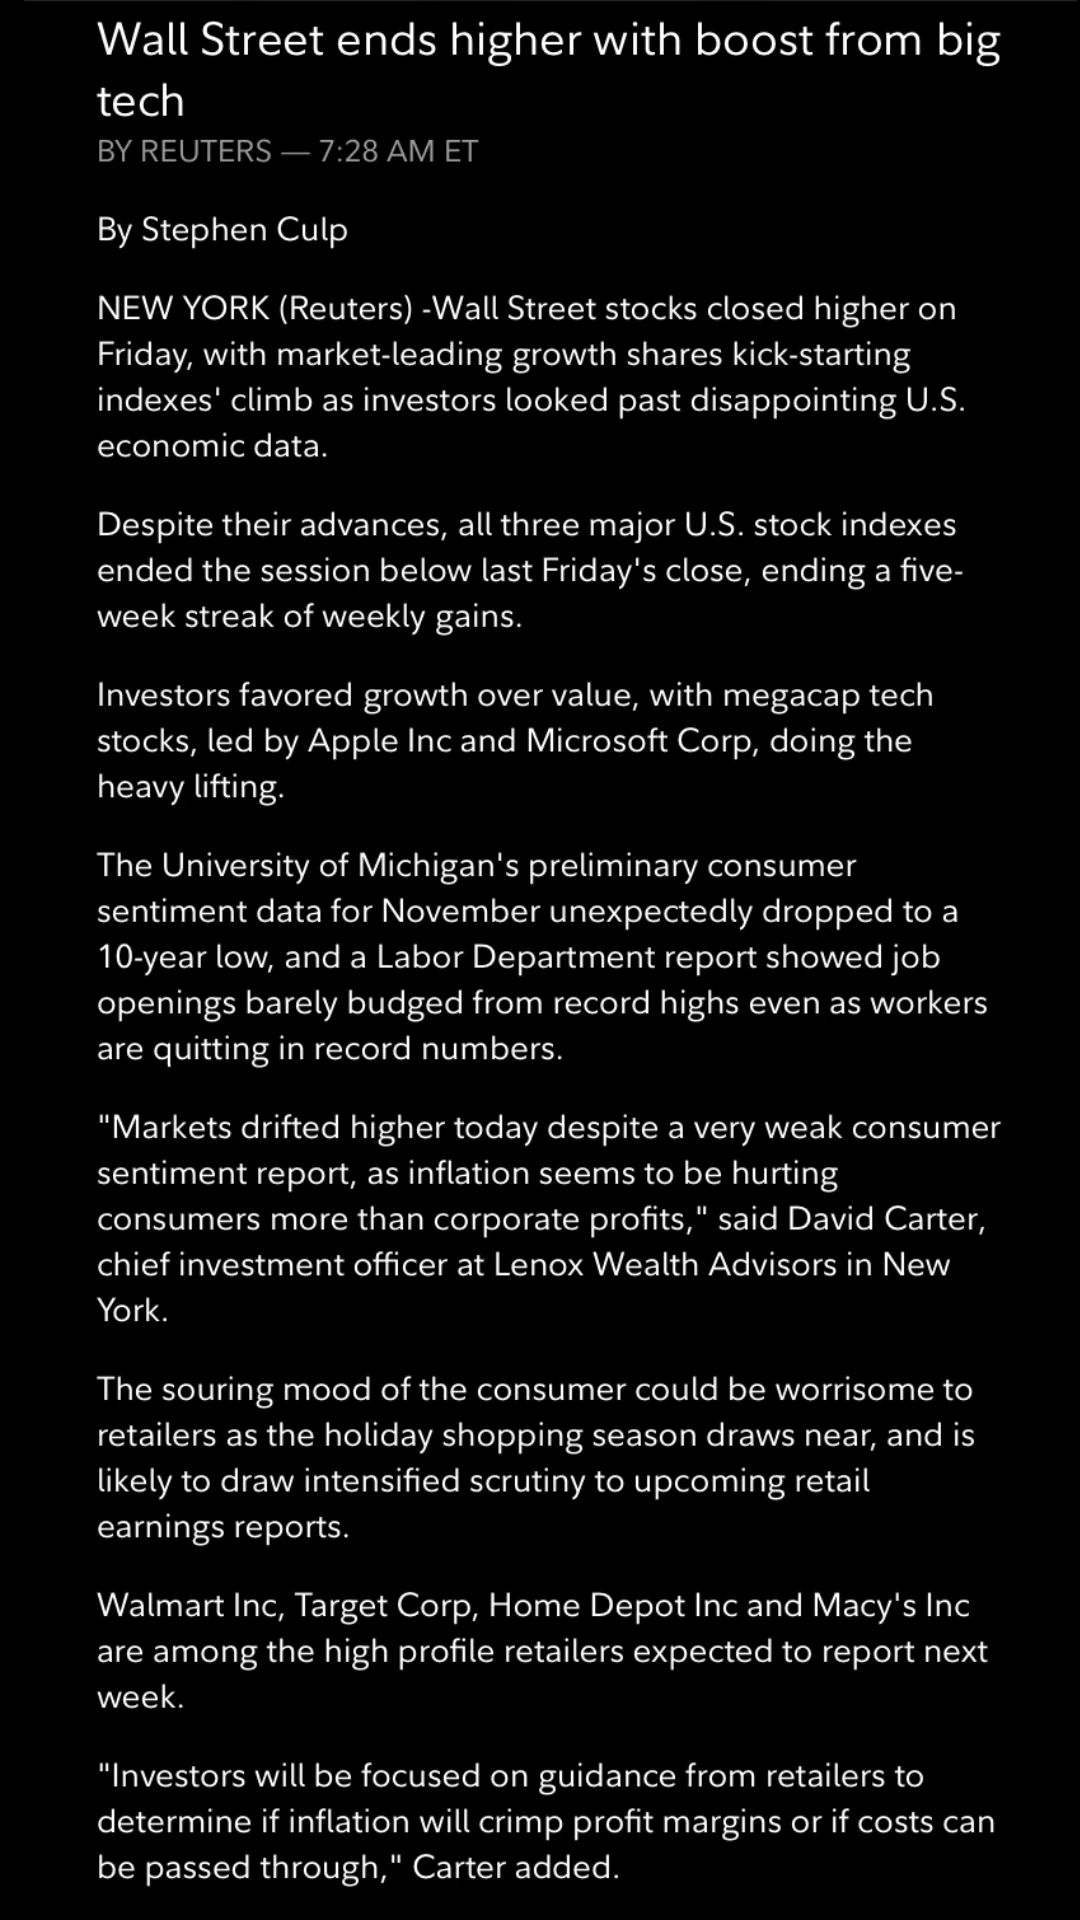 Wall Street ends higher with boost from big
tech
BY REUTERS — 7:28 AM ET
By Stephen Culp
NEW YORK (Reuters) -Wall Street stocks closed higher on
Friday, with market-leading growth shares kick-starting
indexes' climb as investors looked past disappointing U.S.
economic data.
Despite their advances, all three major U.S. stock indexes
ended the session below last Friday's close, ending a five-
week streak of weekly gains.
Investors favored growth over value, with megacap tech
stocks, led by Apple Inc and Microsoft Corp, doing the
heavy lifting.
The University of Michigan's preliminary consumer
sentiment data for November unexpectedly dropped to a
10-year low, and a Labor Department report showed job
openings barely budged from record highs even as workers
are quitting in record numbers.
"Markets drifted higher today despite a very weak consumer
sentiment report, as inflation seems to be hurting
consumers more than corporate profits," said David Carter,
chief investment officer at Lenox Wealth Advisors in New
York.
The souring mood of the consumer could be worrisome to
retailers as the holiday shopping season draws near, and is
likely to draw intensified scrutiny to upcoming retail
earnings reports.
Walmart Inc, Target Corp, Home Depot Inc and Macy's Inc
are among the high profile retailers expected to report next
week.
"Investors will be focused on guidance from retailers to
determine if inflation will crimp profit margins or if costs can
be passed through," Carter added.